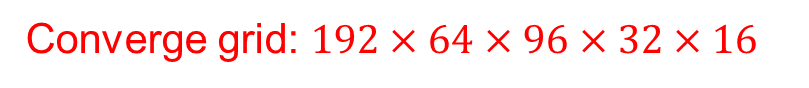 Converge grid: 192 × 64 × 96 × 32 × 16